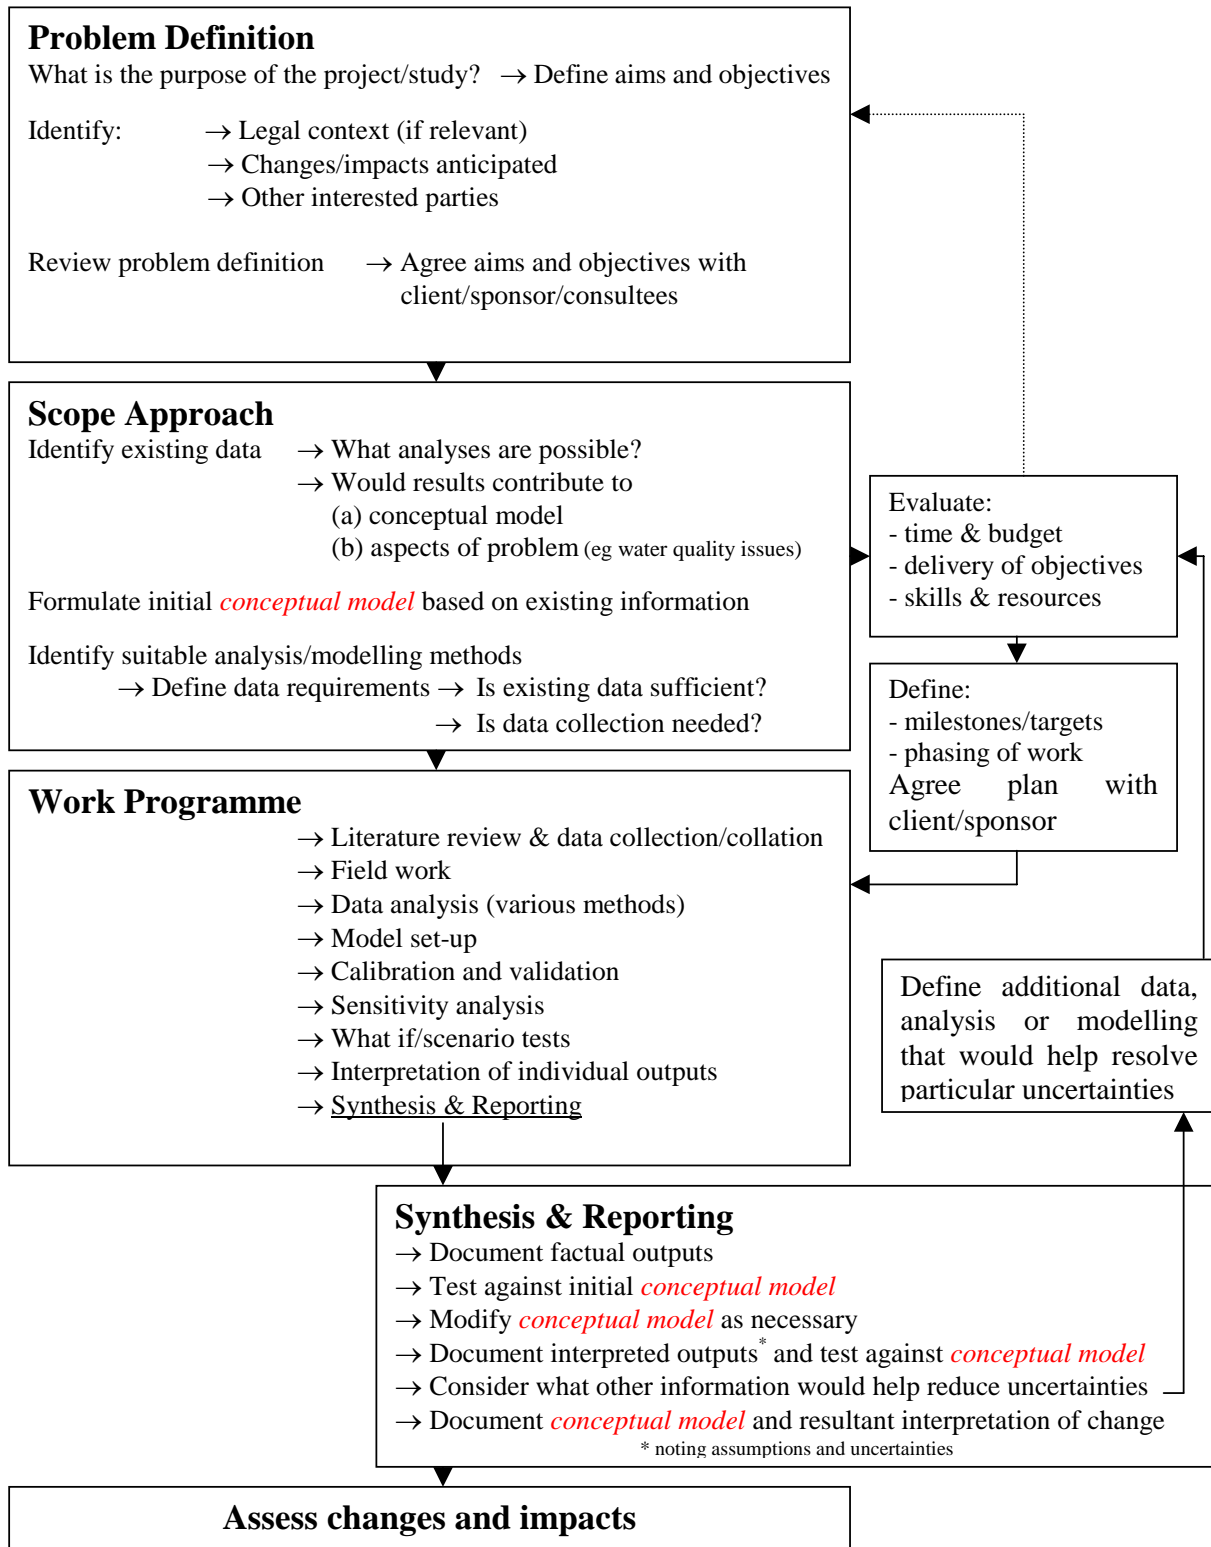 Problem Definition
What is the purpose of the project/study? → Define aims and objectives
Identify: → Legal context (if relevant)
→ Changes/impacts anticipated
→ Other interested parties
Review problem definition → Agree aims and objectives with
client/sponsor/consultees
Scope Approach
Identify existing data → What analyses are possible?
→ Would results contribute to
(a) conceptual model
(b) aspects of problem (eg water quality issues)
Formulate initial conceptual model based on existing information
Identify suitable analysis/modelling methods
→ Define data requirements → Is existing data sufficient?
→ Is data collection needed?
Evaluate:
- time & budget
- delivery of objectives
- skills & resources
Define:
- milestones/targets
- phasing of work
Agree plan with
client/sponsor
Work Programme
→ Literature review & data collection/collation
→ Field work
→ Data analysis (various methods)
→ Model set-up
→ Calibration and validation
→ Sensitivity analysis
→ What if/scenario tests
→ Interpretation of individual outputs
→ Synthesis & Reporting
Define additional data,
analysis or modelling
that would help resolve
particular uncertainties
Synthesis & Reporting
→ Document factual outputs
→ Test against initial conceptual model
→ Modify conceptual model as necessary
→ Document interpreted outputs* and test against conceptual model
→ Consider what other information would help reduce uncertainties
→ Document conceptual model and resultant interpretation of change
* noting assumptions and uncertainties
Assess changes and impacts